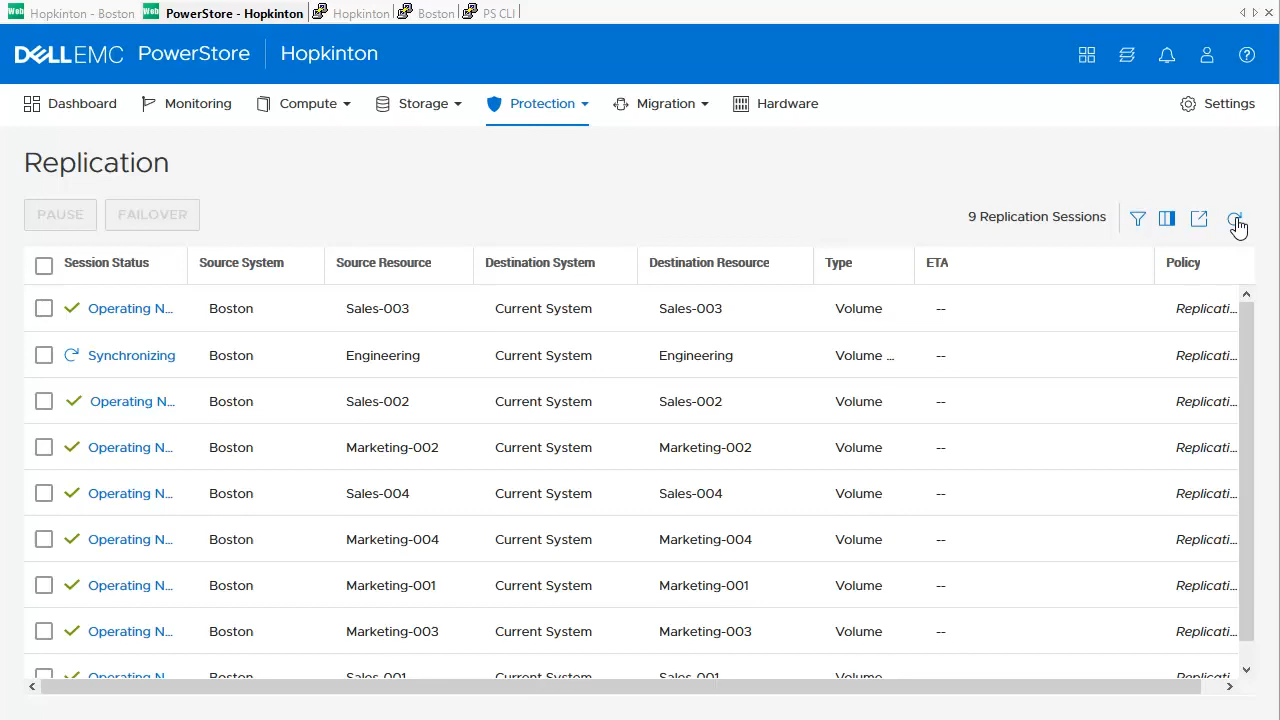 Hopkinton - Boston PowerStore - Hopkinton Hopkinton Boston PS CLI
DELLEMC PowerStore Hopkinton
Dashboard Monitoring Compute Storage Protection Migration Hardware Settings
Replication
PAUSE FAILOVER 9 Replication Sessions
Session Status Source System Source Resource Destination System Destination Resource Type ETA Policy
Operating N... Boston Sales-003 Current System Sales-003 Volume -- Replicati...
Synchronizing Boston Engineering Current System Engineering Volume ... -- Replicati...
Operating N... Boston Sales-002 Current System Sales-002 Volume -- Replicati...
Operating N... Boston Marketing-002 Current System Marketing-002 Volume -- Replicati...
Operating N... Boston Sales-004 Current System Sales-004 Volume -- Replicati...
Operating N... Boston Marketing-004 Current System Marketing-004 Volume -- Replicati...
Operating N... Boston Marketing-001 Current System Marketing-001 Volume -- Replicati...
Operating N... Boston Marketing-003 Current System Marketing-003 Volume -- Replicati...
Operating N... Boston Sales-001 Current System Sales-001 Volume -- Replicati...